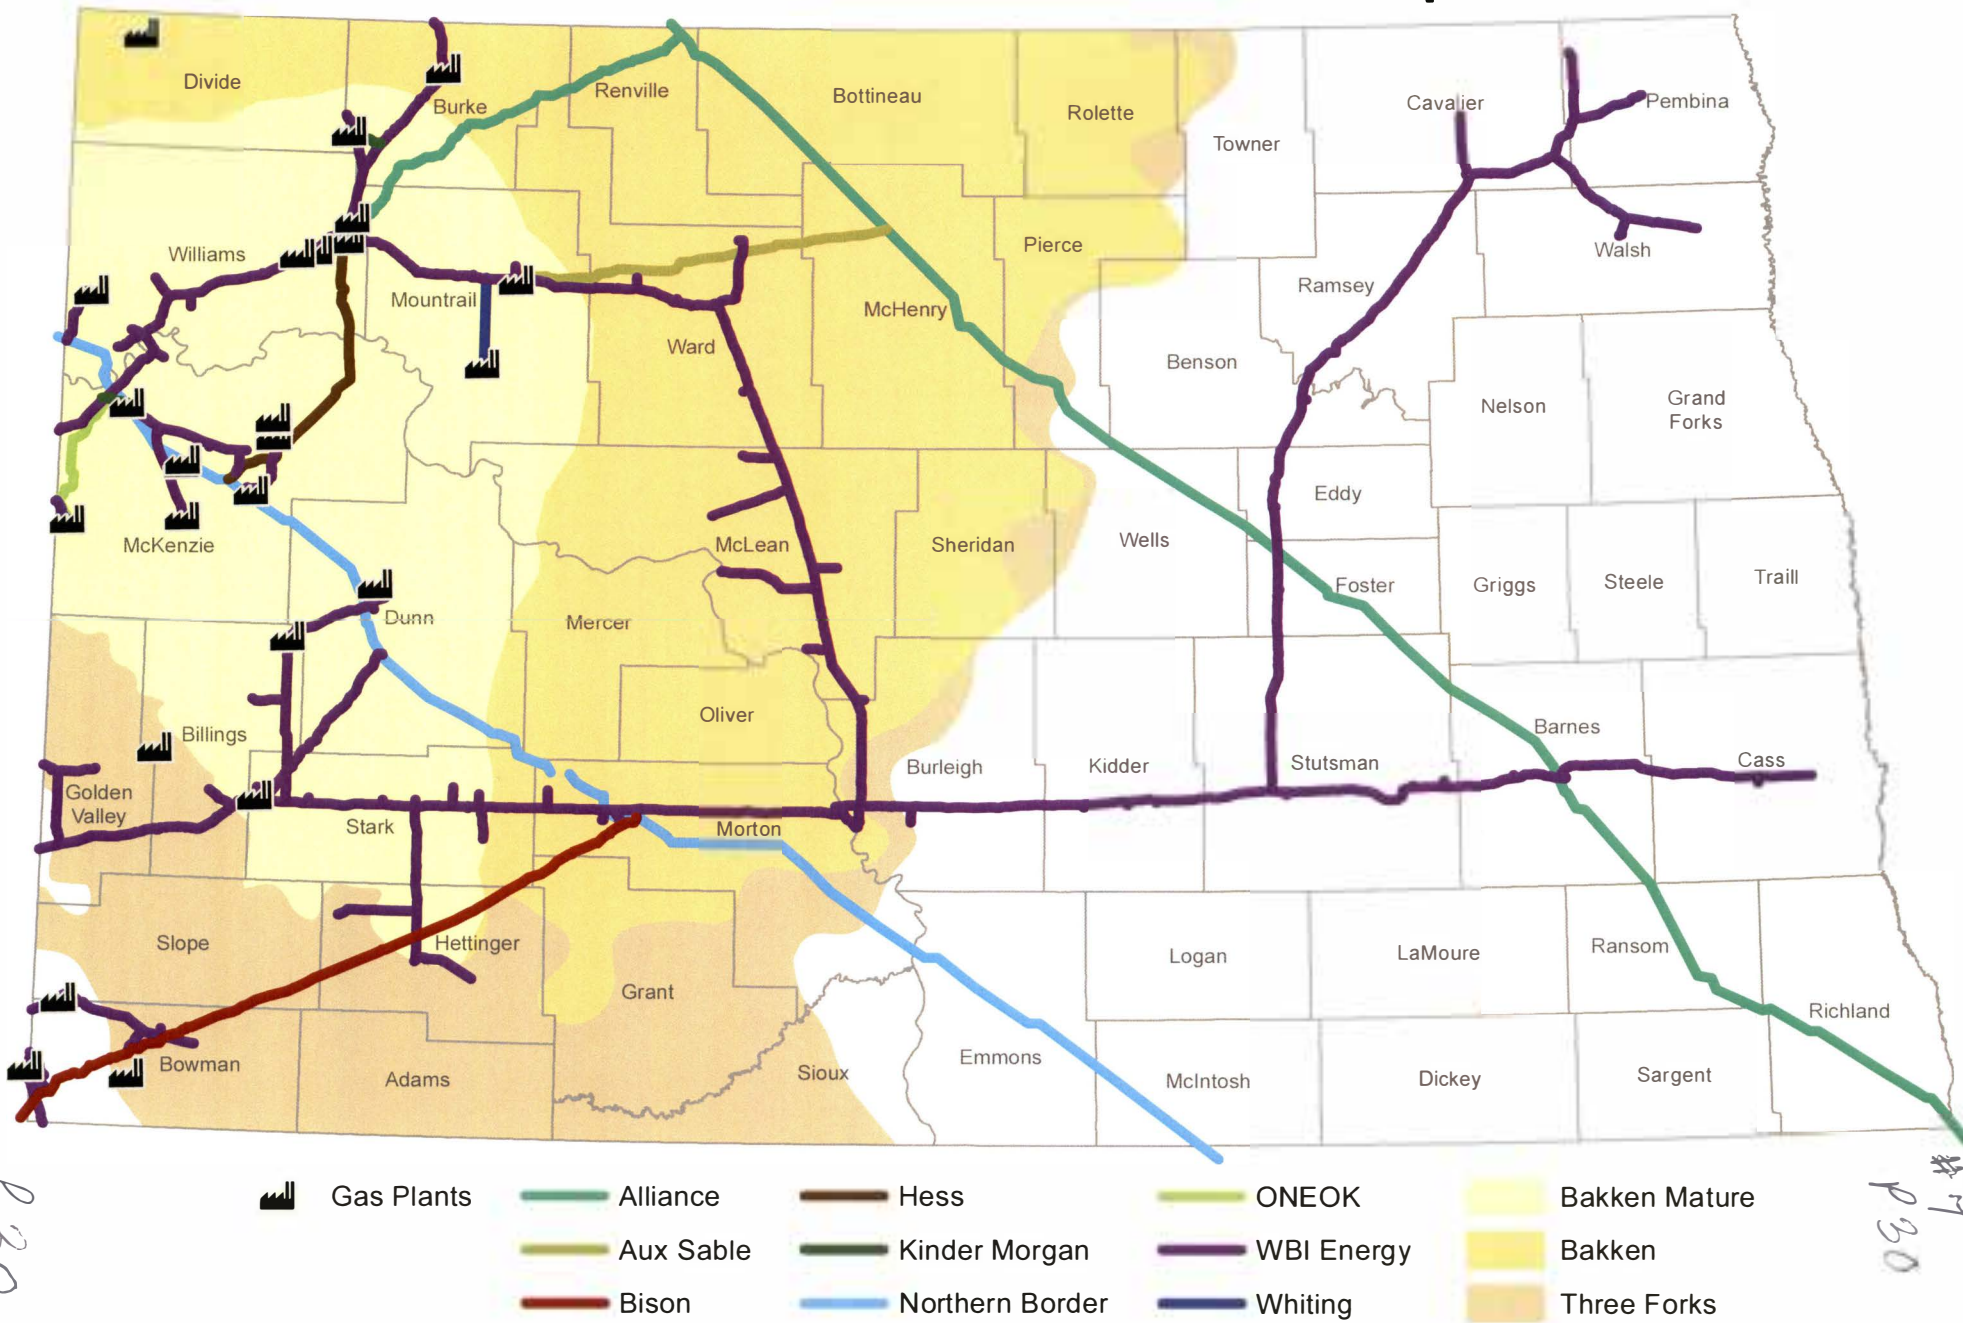 Divide
Burke
Renville
Bottineau
Rolette
Towner
Cavalier
Pembina
Williams
Mountrail
Ward
McHenry
Pierce
Benson
Ramsey
Walsh
Nelson
Grand
Forks
McKenzie
Dunn
Mercer
McLean
Sheridan
Wells
Eddy
Foster
Griggs
Steele
Traill
Billings
Golden
Valley
Stark
Oliver
Morton
Burleigh
Kidder
Stutsman
Barnes
Cass
Slope
Hettinger
Grant
Sioux
Emmons
Logan
LaMoure
Ransom
Richland
Bowman
Adams
McIntosh
Dickey
Sargent
Gas Plants
Alliance
Hess
ONEOK
Bakken Mature
Aux Sable
Kinder Morgan
WBI Energy
Bakken
Bison
Northern Border
Whiting
Three Forks
P 30